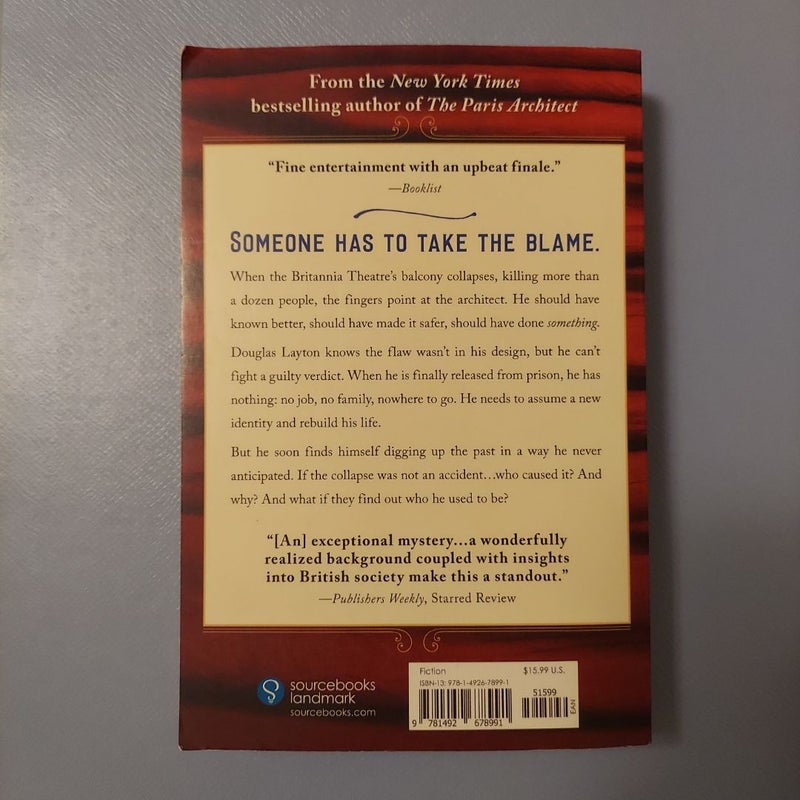 From the New York Times
bestselling author of The Paris Architect
“Fine entertainment with an upbeat finale.”
—Booklist
SOMEONE HAS TO TAKE THE BLAME.
When the Britannia Theatre’s balcony collapses, killing more than
a dozen people, the fingers point at the architect. He should have
known better, should have made it safer, should have done something.
Douglas Layton knows the flaw wasn’t in his design, but he can’t
fight a guilty verdict. When he is finally released from prison, he has
nothing: no job, no family, nowhere to go. He needs to assume a new
identity and rebuild his life.
But he soon finds himself digging up the past in a way he never
anticipated. If the collapse was not an accident…who caused it? And
why? And what if they find out who he used to be?
“[An] exceptional mystery…a wonderfully
realized background coupled with insights
into British society make this a standout.”
—Publishers Weekly, Starred Review
sourcebooks
landmark
sourcebooks.com
Fiction $15.99 U.S.
ISBN-13: 978-1-4926-7899-1
51599
9 781492 678991
EAN